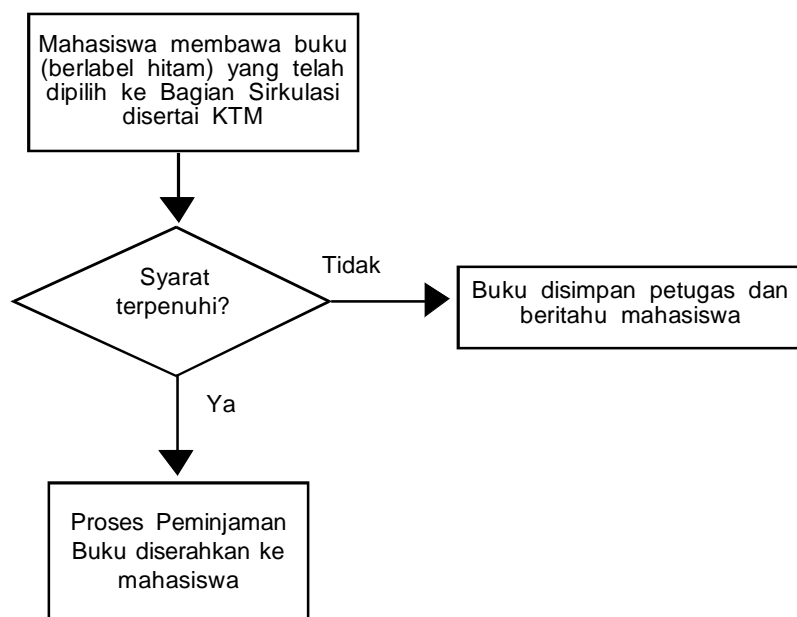 Mahasiswa membawa buku
(berlabel hitam) yang telah
dipilih ke Bagian Sirkulasi
disertai KTM
Syarat
terpenuhi?
Tidak
Buku disimpan petugas dan
beritahu mahasiswa
Ya
Proses Peminjaman
Buku diserahkan ke
mahasiswa